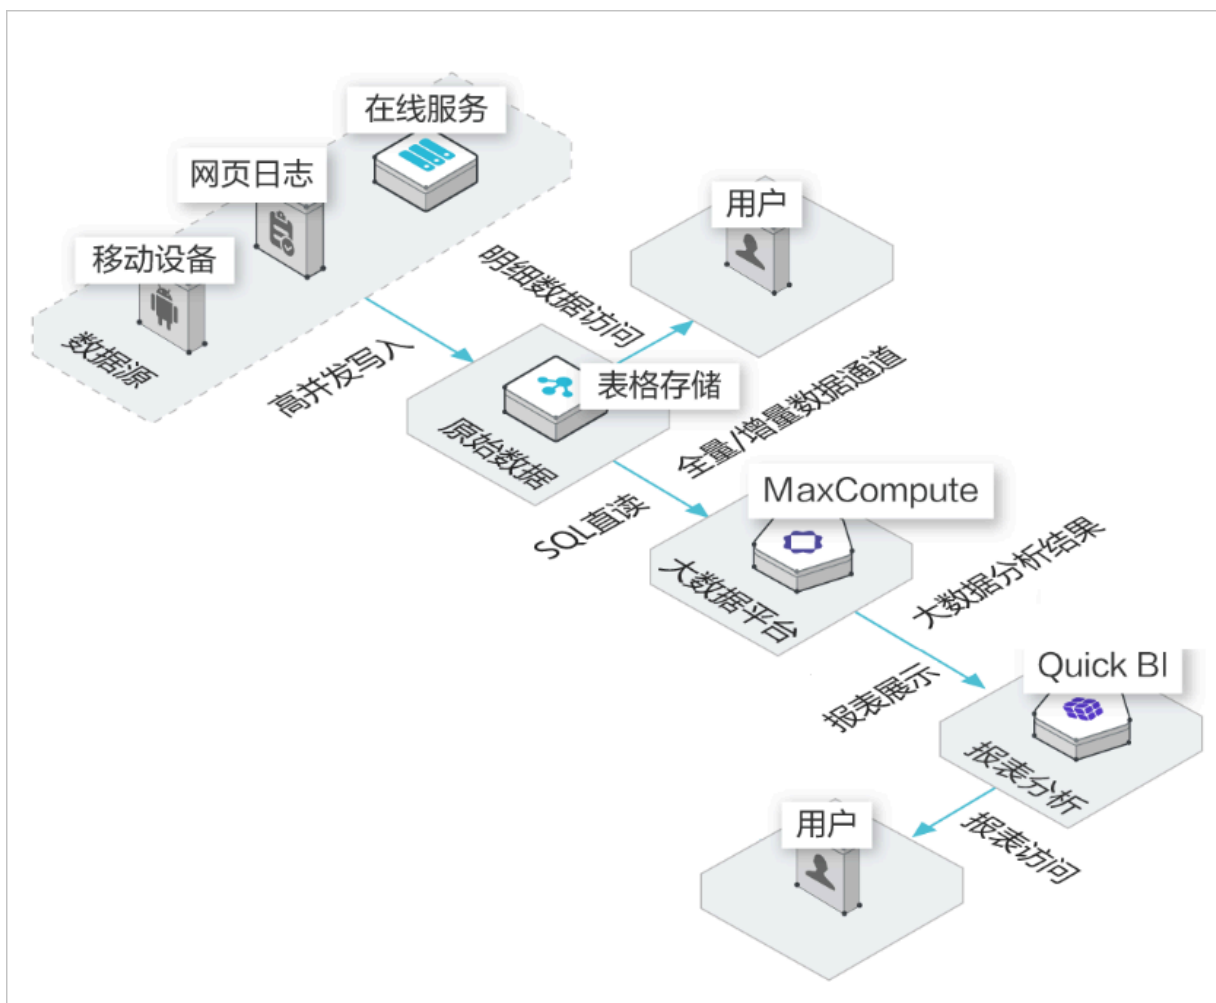 在线服务
网页日志
移动设备
数据源
用户
明细数据访问
高并发写入
表格存储
原始数据
全量/增量数据通道
SQL直读
MaxCompute
大数据平台
大数据分析结果
报表展示
Quick BI
报表分析
用户
报表访问